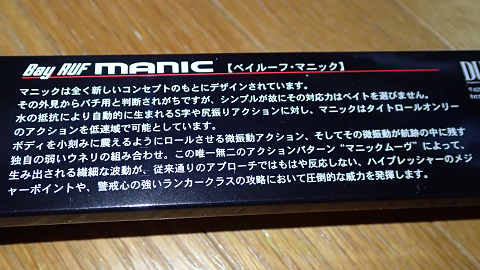 Bay RUF MANIC 【ベイルーフ・マニック】
マニックは全く新しいコンセプトのもとにデザインされています。
その外見からバチ用と判断されがちですが、シンプルが故にその対応力はベイトを選びません。
水の抵抗により自動的に生まれるS字や尻振りアクションに対し、マニックはタイトロールオンリー
のアクションを低速域で可能としています。
ボディを小刻みに震えるようにロールさせる微振動アクション、そしてその微振動が航跡の中に残す
独自の弱いウネリの組み合わせ。この唯一無二のアクションパターン“マニックムーヴ”によって、
生み出される繊細な波動が、従来通りのアプローチではもはや反応しない、ハイプレッシャーのメジ
ャーポイントや、警戒心の強いランカークラスの攻略において圧倒的な威力を発揮します。